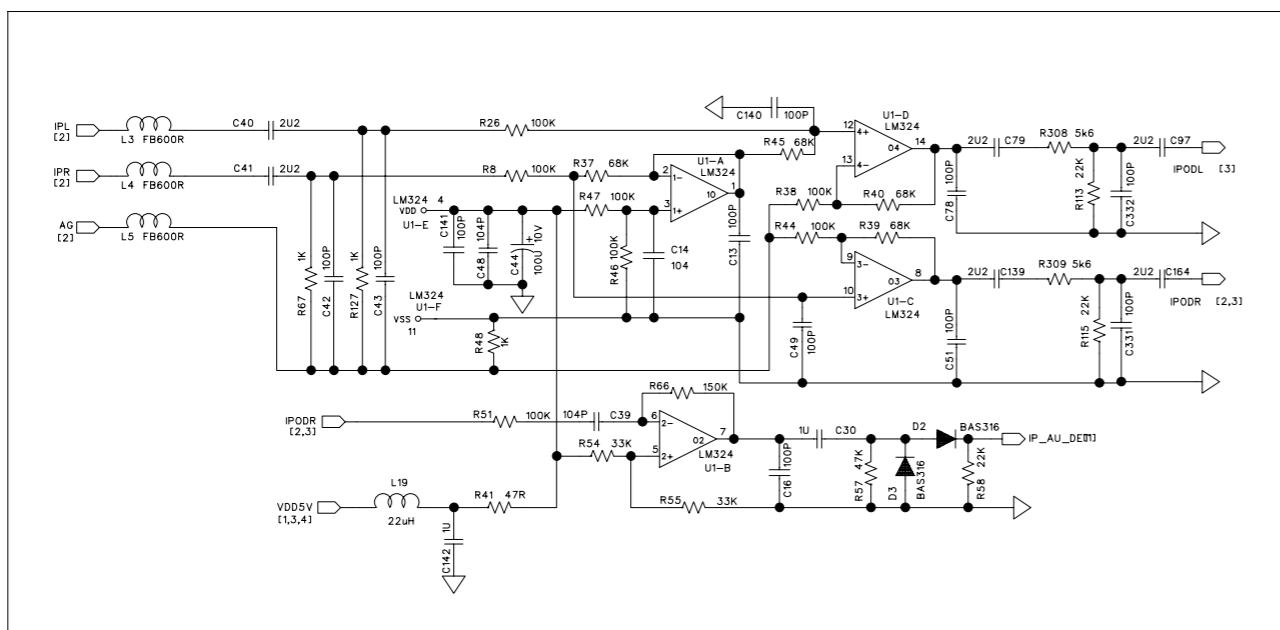 C140 100P
U1-D
LM324
IPL
[2]
L3 FB600R
C40 2U2
R26 100K
12 4+
14
O4
13 4-
2U2 C79
R308 5k6
2U2 C97
IPODL [3]
R45 68K
U1-A
LM324
IPR
[2]
L4 FB600R
C41 2U2
R8 100K
R37 68K
2 1-
1
1O
3 1+
R38 100K
R40 68K
C78 100P
R113 22K
C332 100P
LM324 4
VDD
U1-E
R47 100K
AG
[2]
L5 FB600R
C141 100P
C48 104P
C44 100U 10V
R46 100K
C14
104
C13 100P
R44 100K
R39 68K
9 3-
8
O3
10 3+
U1-C
LM324
2U2 C139
R309 5k6
2U2 C164
IPODR [2,3]
R67 1K
C42 100P
R127 1K
C43 100P
LM324
U1-F
VSS
11
R48 1K
C49 100P
C51 100P
R115 22K
C331 100P
R66 150K
IPODR
[2,3]
R51 100K
104P C39
6 2-
7
O2
5 2+
LM324
U1-B
R54 33K
1U C30
D2 BAS316
C16 100P
R57 47K
D3 BAS316
R58 22K
R55 33K
L19
VDD5V
[1,3,4]
22uH
R41 47R
C142 1U